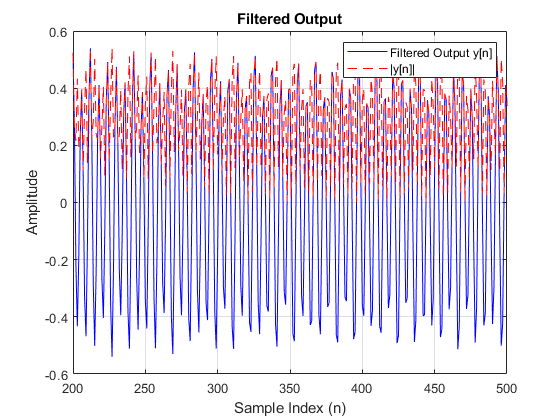 Filtered Output
0.6
0.4
0.2
0
-0.2
-0.4
-0.6
Amplitude
Filtered Output y[n]
|y[n]|
200
250
300
350
400
450
500
Sample Index (n)